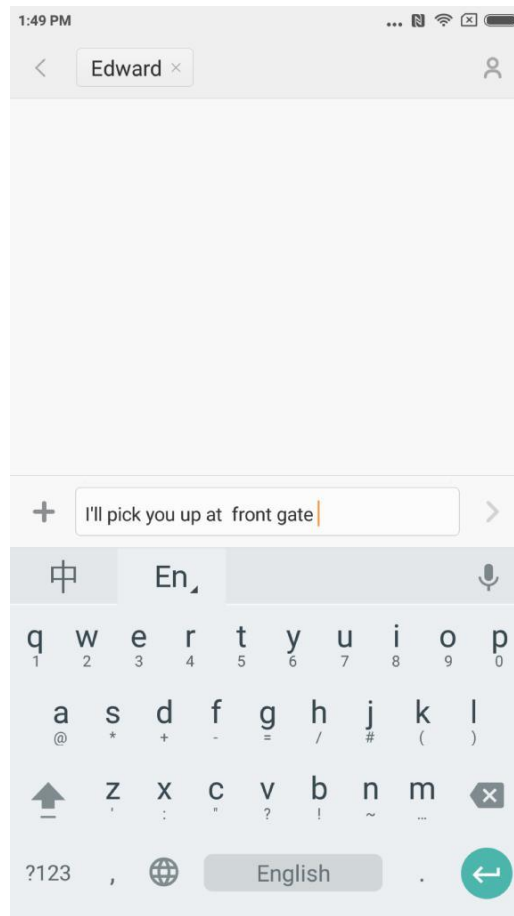 1:49 PM
Edward ×
I'll pick you up at  front gate
中 En
q w e r t y u i o p
1 2 3 4 5 6 7 8 9 0
a s d f g h j k l
@ * + - = / # ( )
z x c v b n m
' : " ? ! ~ ...
?123 , English .